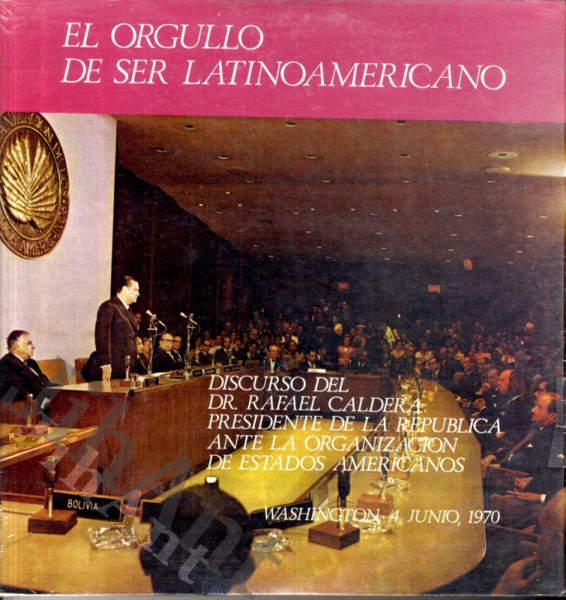 EL ORGULLO
DE SER LATINOAMERICANO
DISCURSO DEL
DR. RAFAEL CALDERA
PRESIDENTE DE LA REPUBLICA
ANTE LA ORGANIZACION
DE ESTADOS AMERICANOS
WASHINGTON, 4 JUNIO, 1970
BOLIVIA